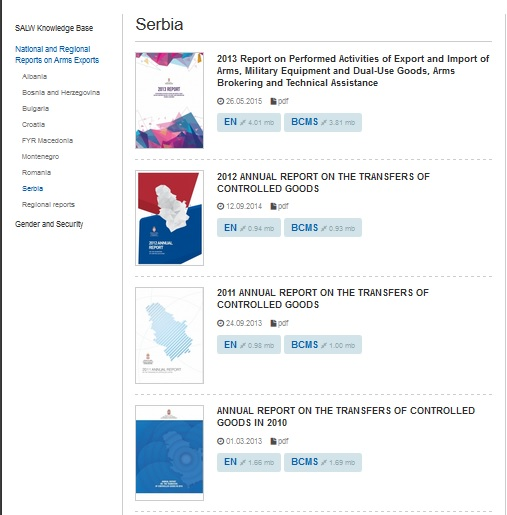 SALW Knowledge Base
National and Regional
Reports on Arms Exports
Albania
Bosnia and Herzegovina
Bulgaria
Croatia
FYR Macedonia
Montenegro
Romania
Serbia
Regional reports
Gender and Security
Serbia
2013 REPORT
2013 Report on Performed Activities of Export and Import of
Arms, Military Equipment and Dual-Use Goods, Arms
Brokering and Technical Assistance
26.05.2015 pdf
EN 4.01 mb BCMS 3.81 mb
2012 ANNUAL
REPORT
2012 ANNUAL REPORT ON THE TRANSFERS OF
CONTROLLED GOODS
12.09.2014 pdf
EN 0.94 mb BCMS 0.93 mb
2011 ANNUAL REPORT
2011 ANNUAL REPORT ON THE TRANSFERS OF
CONTROLLED GOODS
24.09.2013 pdf
EN 0.98 mb BCMS 1.00 mb
ANNUAL REPORT ON THE TRANSFERS OF CONTROLLED
GOODS IN 2010
01.03.2013 pdf
EN 1.66 mb BCMS 1.69 mb